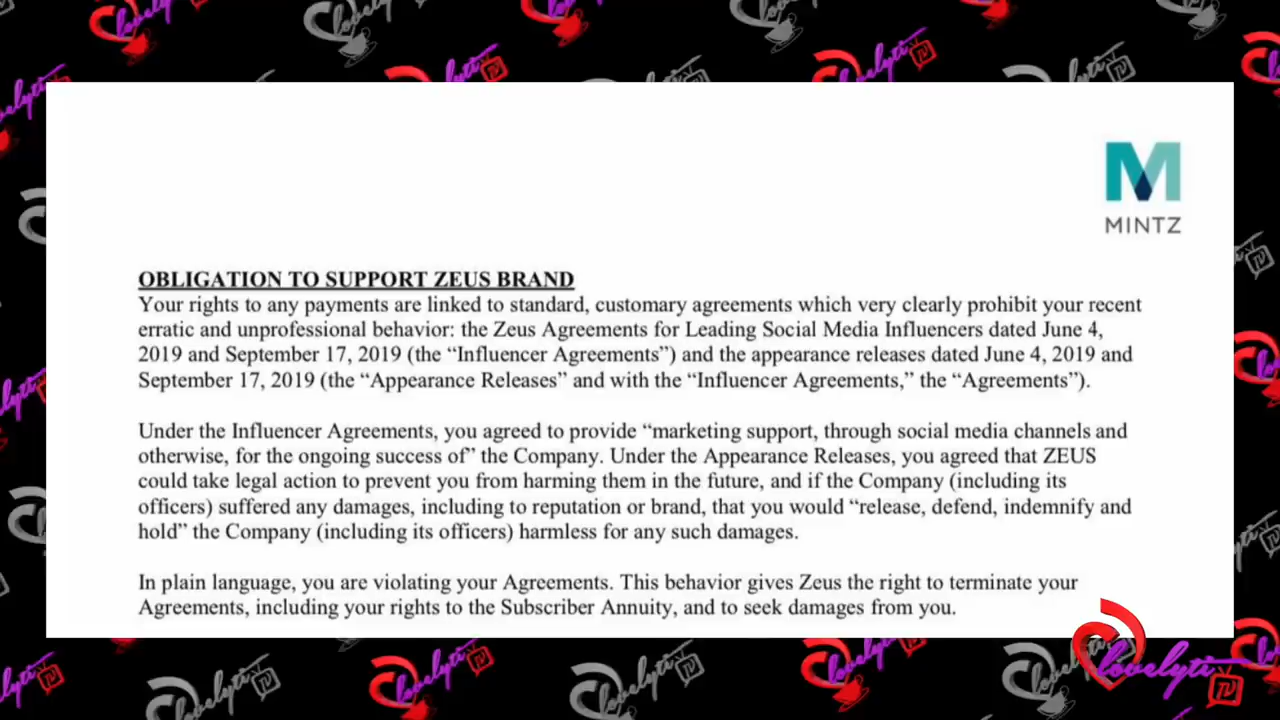 MINTZ
OBLIGATION TO SUPPORT ZEUS BRAND
Your rights to any payments are linked to standard, customary agreements which very clearly prohibit your recent
erratic and unprofessional behavior: the Zeus Agreements for Leading Social Media Influencers dated June 4,
2019 and September 17, 2019 (the “Influencer Agreements”) and the appearance releases dated June 4, 2019 and
September 17, 2019 (the “Appearance Releases” and with the “Influencer Agreements,” the “Agreements”).
Under the Influencer Agreements, you agreed to provide “marketing support, through social media channels and
otherwise, for the ongoing success of” the Company. Under the Appearance Releases, you agreed that ZEUS
could take legal action to prevent you from harming them in the future, and if the Company (including its
officers) suffered any damages, including to reputation or brand, that you would “release, defend, indemnify and
hold” the Company (including its officers) harmless for any such damages.
In plain language, you are violating your Agreements. This behavior gives Zeus the right to terminate your
Agreements, including your rights to the Subscriber Annuity, and to seek damages from you.
lovelyti TV